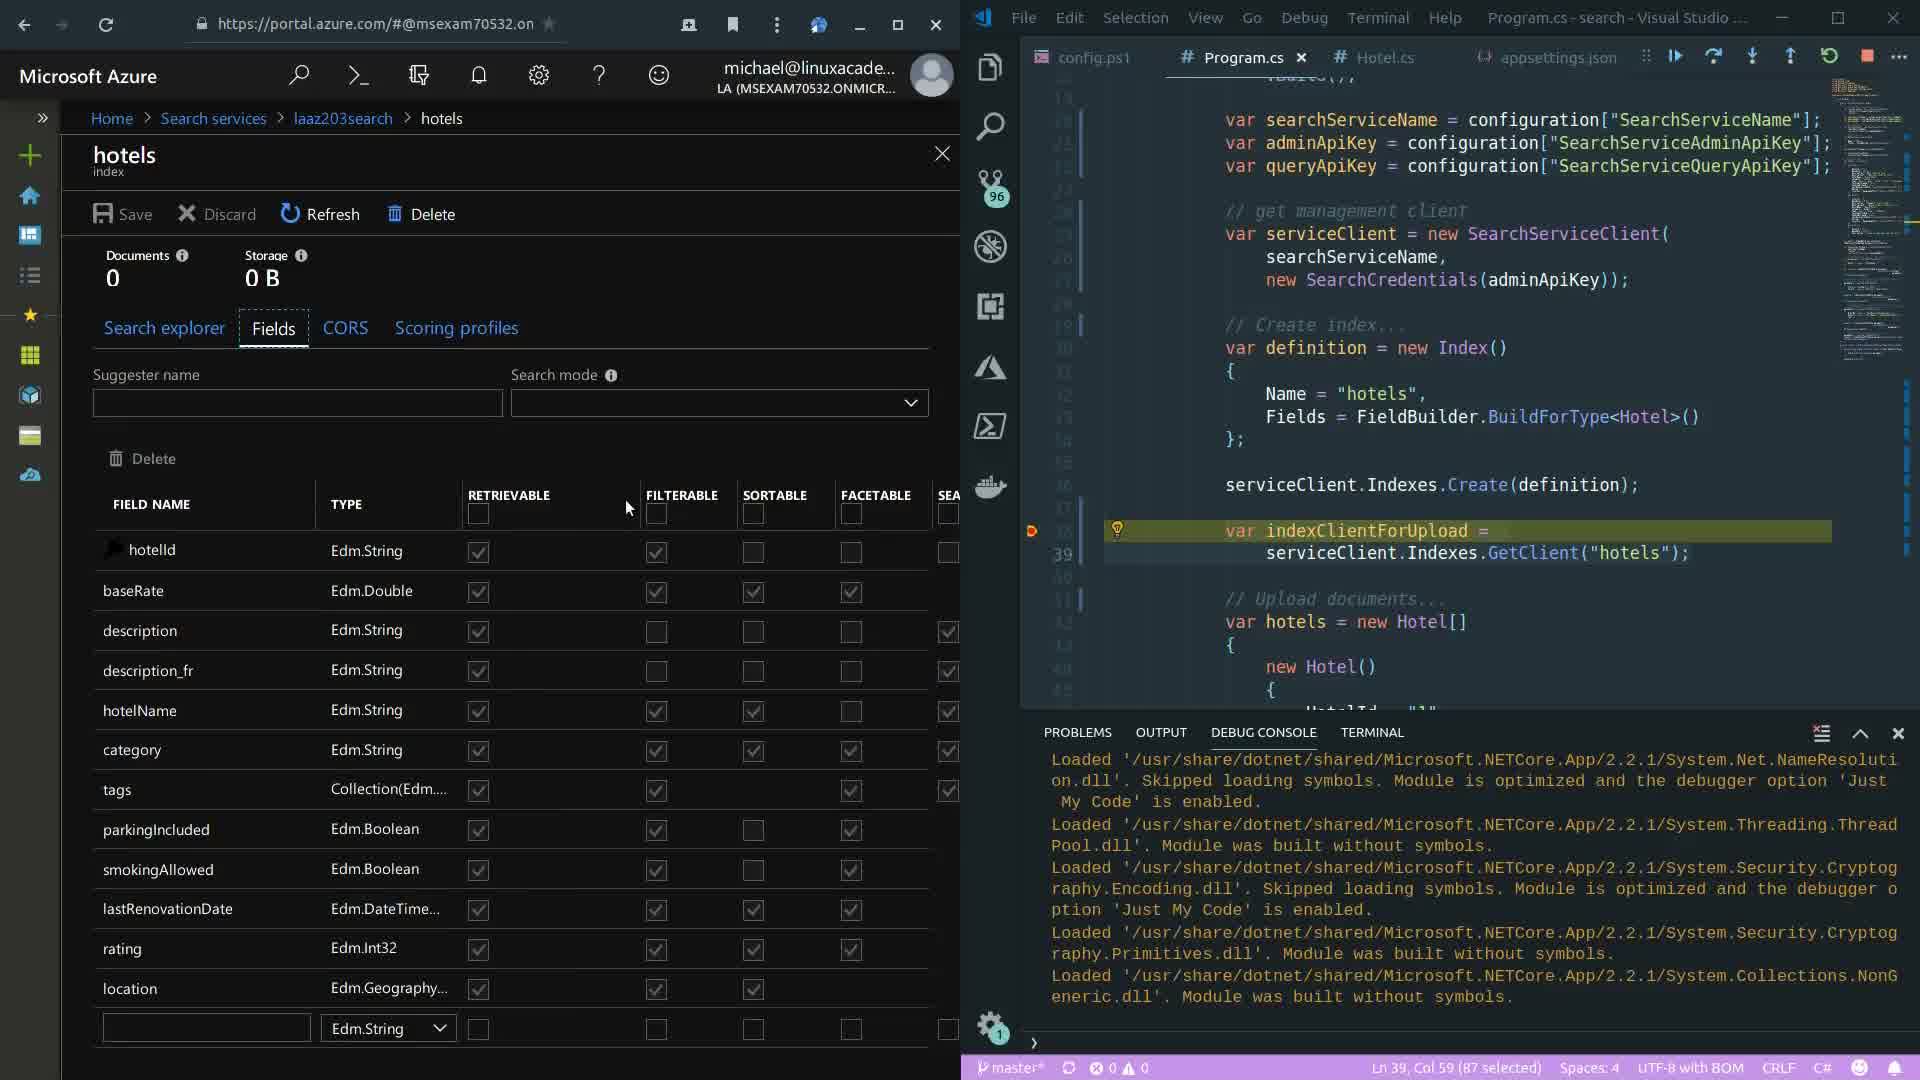 https://portal.azure.com/#@msexam70532.on
Microsoft Azure
michael@linuxacade...
LA (MSEXAM70532.ONMICR...
Home > Search services > laaz203search > hotels
hotels
index
Save Discard Refresh Delete
Documents Storage
0 0 B
Search explorer Fields CORS Scoring profiles
Suggester name Search mode
Delete
FIELD NAME TYPE RETRIEVABLE FILTERABLE SORTABLE FACETABLE SEA
hotelId Edm.String
baseRate Edm.Double
description Edm.String
description_fr Edm.String
hotelName Edm.String
category Edm.String
tags Collection(Edm....
parkingIncluded Edm.Boolean
smokingAllowed Edm.Boolean
lastRenovationDate Edm.DateTime...
rating Edm.Int32
location Edm.Geography...
Edm.String
File Edit Selection View Go Debug Terminal Help Program.cs - search - Visual Studio ...
config.ps1 Program.cs Hotel.cs appsettings.json
96
var searchServiceName = configuration["SearchServiceName"];
var adminApiKey = configuration["SearchServiceAdminApiKey"];
var queryApiKey = configuration["SearchServiceQueryApiKey"];
// get management client
var serviceClient = new SearchServiceClient(
searchServiceName,
new SearchCredentials(adminApiKey));
// Create index...
var definition = new Index()
{
Name = "hotels",
Fields = FieldBuilder.BuildForType<Hotel>()
};
serviceClient.Indexes.Create(definition);
var indexClientForUpload =
39 serviceClient.Indexes.GetClient("hotels");
// Upload documents...
var hotels = new Hotel[]
{
new Hotel()
{
PROBLEMS OUTPUT DEBUG CONSOLE TERMINAL
Loaded '/usr/share/dotnet/shared/Microsoft.NETCore.App/2.2.1/System.Net.NameResoluti
on.dll'. Skipped loading symbols. Module is optimized and the debugger option 'Just
My Code' is enabled.
Loaded '/usr/share/dotnet/shared/Microsoft.NETCore.App/2.2.1/System.Threading.Thread
Pool.dll'. Module was built without symbols.
Loaded '/usr/share/dotnet/shared/Microsoft.NETCore.App/2.2.1/System.Security.Cryptog
raphy.Encoding.dll'. Skipped loading symbols. Module is optimized and the debugger o
ption 'Just My Code' is enabled.
Loaded '/usr/share/dotnet/shared/Microsoft.NETCore.App/2.2.1/System.Security.Cryptog
raphy.Primitives.dll'. Module was built without symbols.
Loaded '/usr/share/dotnet/shared/Microsoft.NETCore.App/2.2.1/System.Collections.NonG
eneric.dll'. Module was built without symbols.
1
master* 0 0 Ln 39, Col 59 (87 selected) Spaces: 4 UTF-8 with BOM CRLF C#